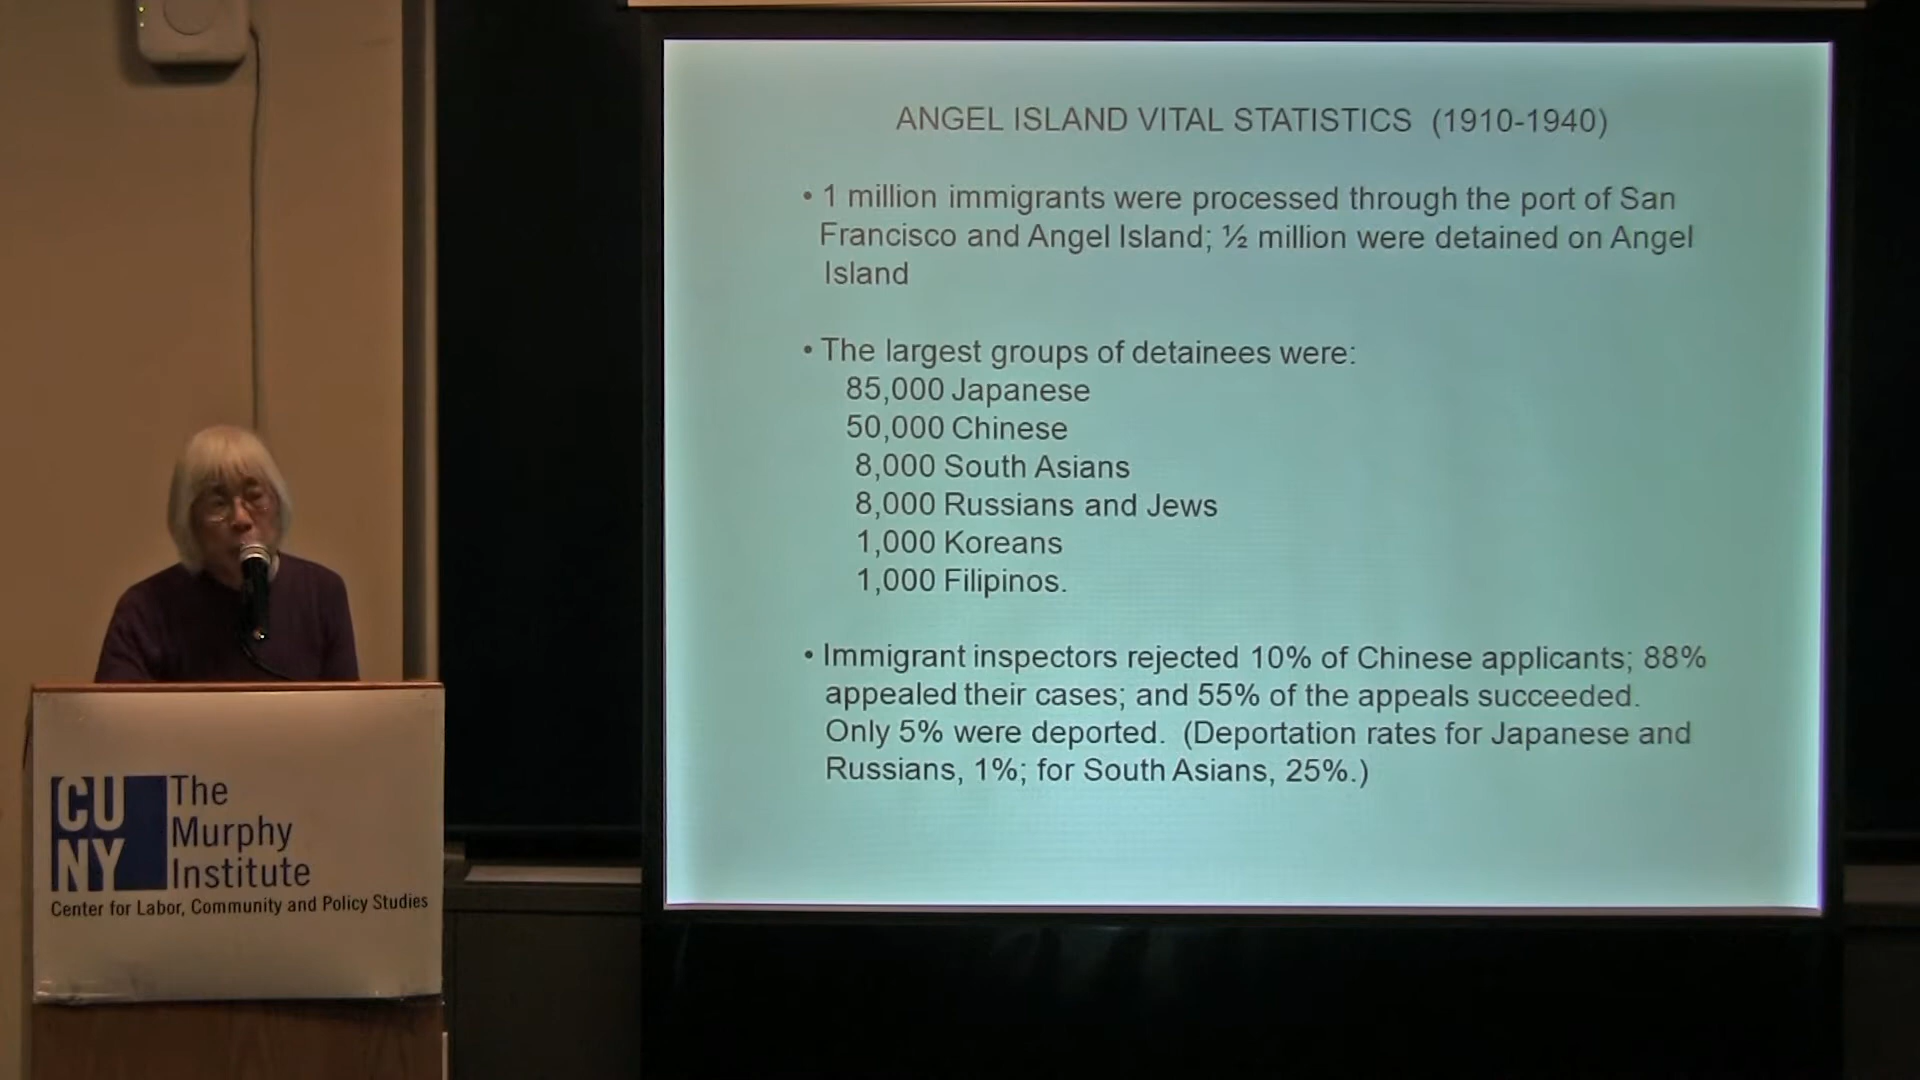 ANGEL ISLAND VITAL STATISTICS (1910-1940)
• 1 million immigrants were processed through the port of San
Francisco and Angel Island; ½ million were detained on Angel
Island
• The largest groups of detainees were:
85,000 Japanese
50,000 Chinese
8,000 South Asians
8,000 Russians and Jews
1,000 Koreans
1,000 Filipinos.
• Immigrant inspectors rejected 10% of Chinese applicants; 88%
appealed their cases; and 55% of the appeals succeeded.
Only 5% were deported. (Deportation rates for Japanese and
Russians, 1%; for South Asians, 25%.)
CU
NY
The
Murphy
Institute
Center for Labor, Community and Policy Studies